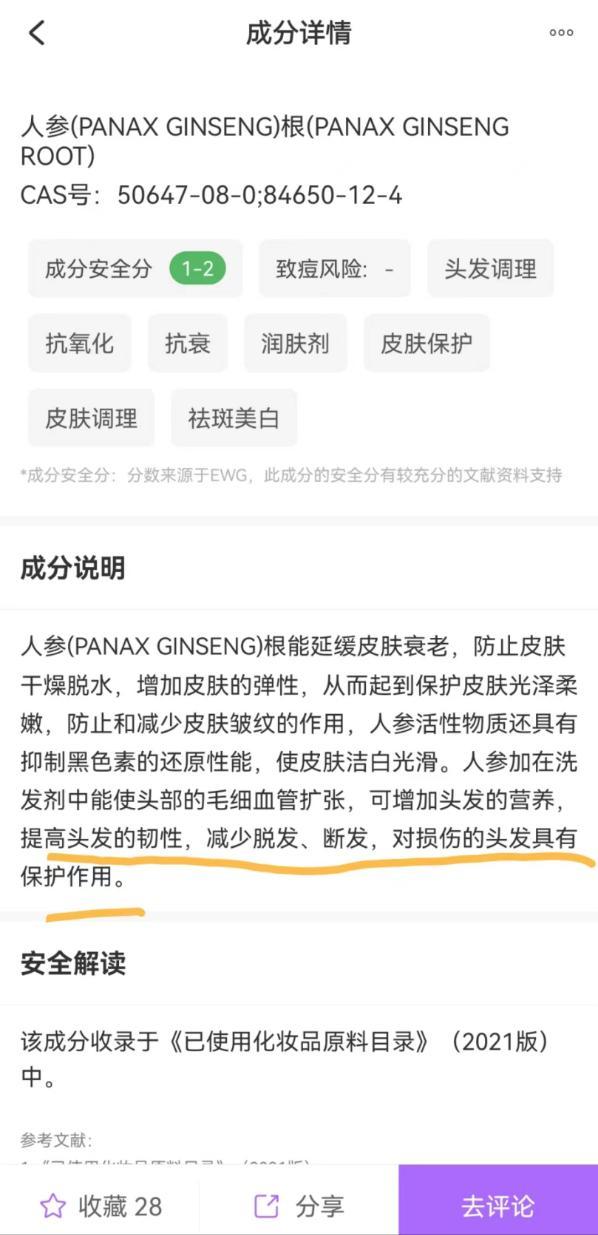 成分详情
人参(PANAX GINSENG)根(PANAX GINSENG
ROOT)
CAS号：50647-08-0;84650-12-4
成分安全分 1-2 致痘风险: - 头发调理
抗氧化 抗衰 润肤剂 皮肤保护
皮肤调理 祛斑美白
*成分安全分：分数来源于EWG，此成分的安全分有较充分的文献资料支持
成分说明
人参(PANAX GINSENG)根能延缓皮肤衰老，防止皮肤
干燥脱水，增加皮肤的弹性，从而起到保护皮肤光泽柔
嫩，防止和减少皮肤皱纹的作用，人参活性物质还具有
抑制黑色素的还原性能，使皮肤洁白光滑。人参加在洗
发剂中能使头部的毛细血管扩张，可增加头发的营养，
提高头发的韧性，减少脱发、断发，对损伤的头发具有
保护作用。
安全解读
该成分收录于《已使用化妆品原料目录》（2021版）
中。
参考文献:
收藏 28 分享 去评论